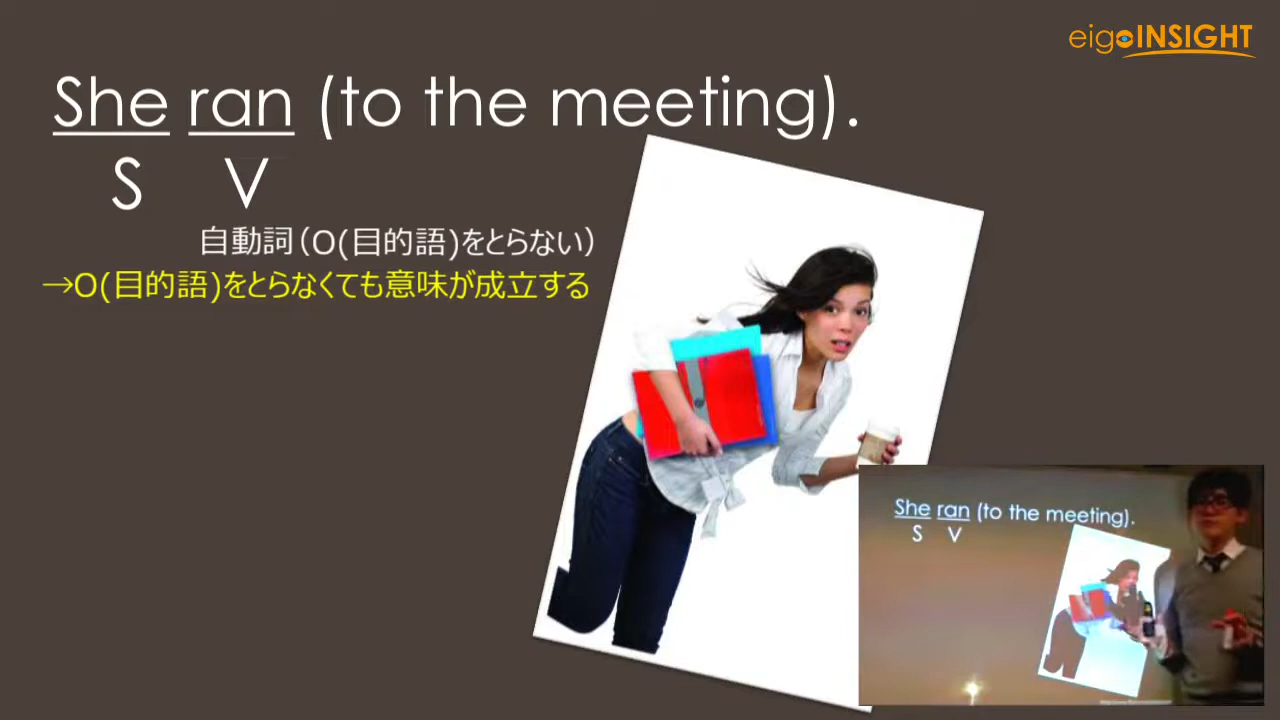 eigoINSIGHT
She ran (to the meeting).
S V
自動詞(O(目的語)をとらない)
→O(目的語)をとらなくても意味が成立する
She ran (to the meeting).
S V